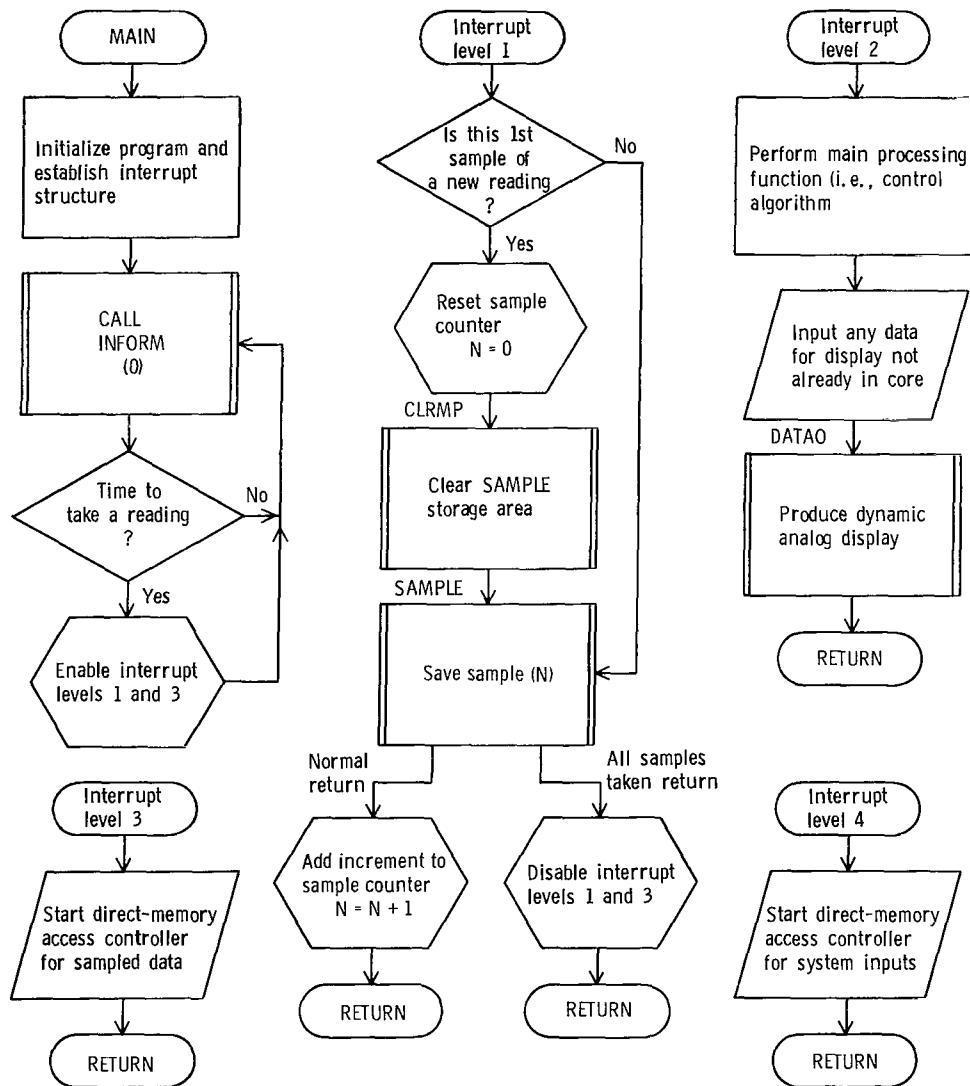 MAIN
Initialize program and
establish interrupt
structure
CALL
INFORM
(0)
Time to
take a reading
?
No
Yes
Enable interrupt
levels 1 and 3
Interrupt
level 3
Start direct-memory
access controller
for sampled data
RETURN
Interrupt
level 1
Is this 1st
sample of
a new reading
?
No
Yes
Reset sample
counter
N = 0
CLRMP
Clear SAMPLE
storage area
SAMPLE
Save sample (N)
Normal
return
All samples
taken return
Add increment to
sample counter
N = N + 1
Disable interrupt
levels 1 and 3
RETURN
RETURN
Interrupt
level 2
Perform main processing
function (i.e., control
algorithm
Input any data
for display not
already in core
DATAO
Produce dynamic
analog display
RETURN
Interrupt
level 4
Start direct-memory
access controller
for system inputs
RETURN